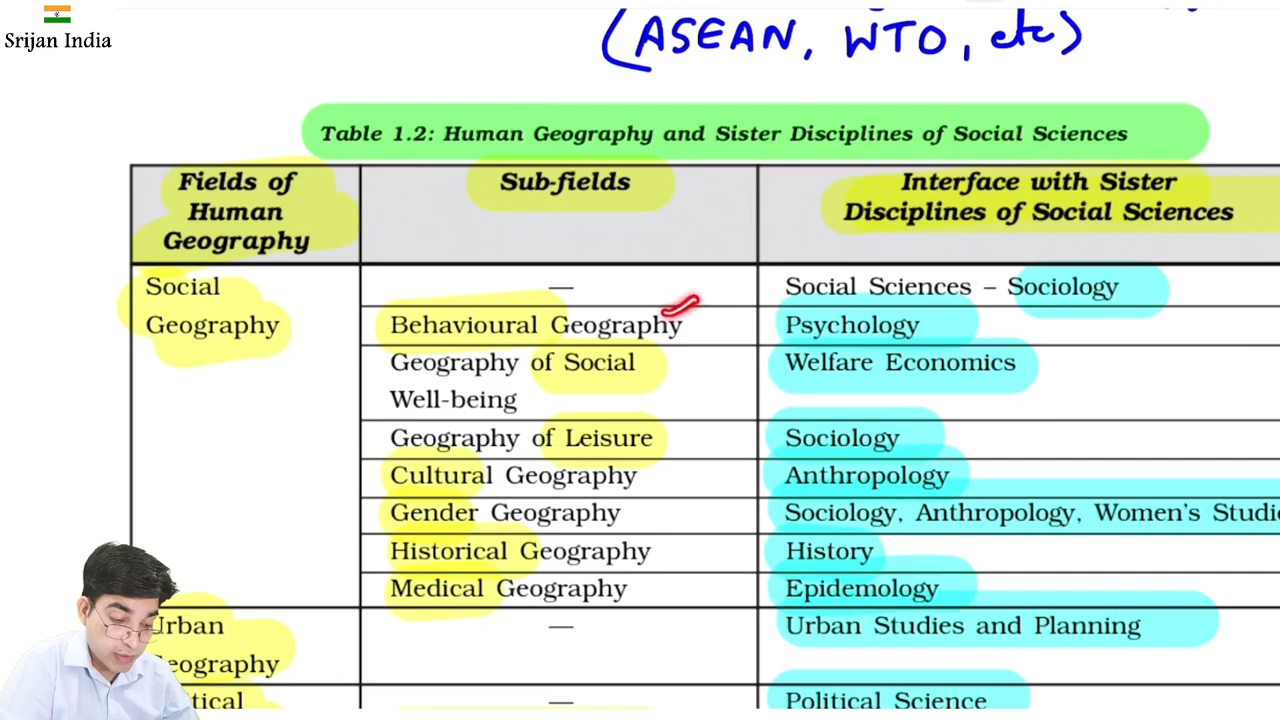 Srijan India
(ASEAN, WTO, etc)
Table 1.2: Human Geography and Sister Disciplines of Social Sciences
Fields of Human Geography
Sub-fields
Interface with Sister Disciplines of Social Sciences
Social Geography
— Social Sciences – Sociology
Behavioural Geography Psychology
Geography of Social Well-being Welfare Economics
Geography of Leisure Sociology
Cultural Geography Anthropology
Gender Geography Sociology, Anthropology, Women's Studie
Historical Geography History
Medical Geography Epidemology
Urban Geography — Urban Studies and Planning
— Political Science